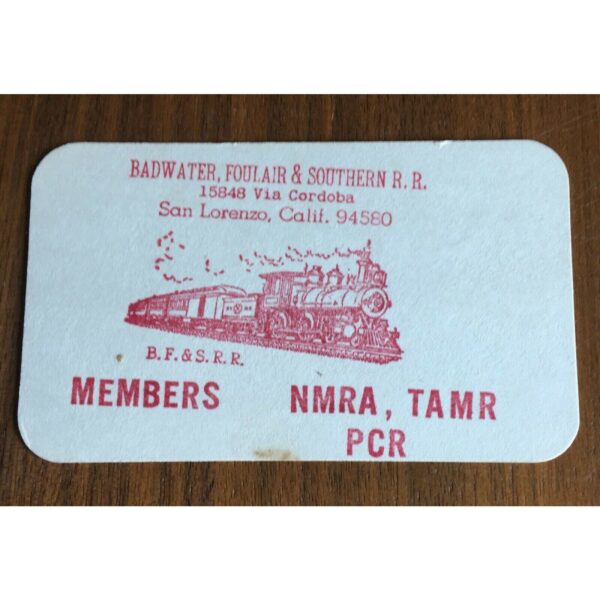 BADWATER, FOULAIR & SOUTHERN R. R.
15848 Via Cordoba
San Lorenzo, Calif. 94580
B. F. & S. R. R.
MEMBERS NMRA, TAMR
PCR